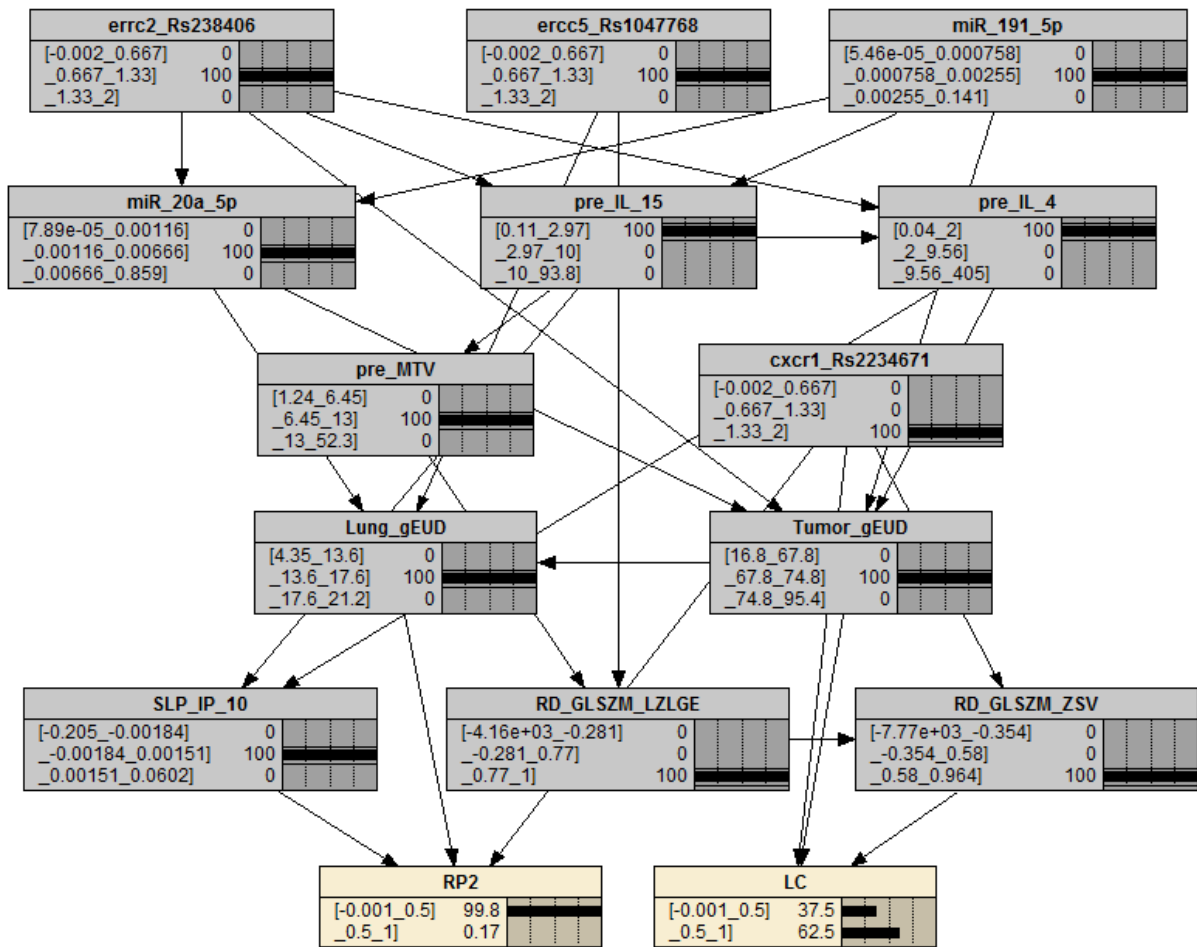 errc2_Rs238406
[-0.002_0.667] 0
_0.667_1.33] 100
_1.33_2] 0
ercc5_Rs1047768
[-0.002_0.667] 0
_0.667_1.33] 100
_1.33_2] 0
miR_191_5p
[5.46e-05_0.000758] 0
_0.000758_0.00255] 100
_0.00255_0.141] 0
miR_20a_5p
[7.89e-05_0.00116] 0
_0.00116_0.00666] 100
_0.00666_0.859] 0
pre_IL_15
[0.11_2.97] 100
_2.97_10] 0
_10_93.8] 0
pre_IL_4
[0.04_2] 100
_2_9.56] 0
_9.56_405] 0
pre_MTV
[1.24_6.45] 0
_6.45_13] 100
_13_52.3] 0
cxcr1_Rs2234671
[-0.002_0.667] 0
_0.667_1.33] 0
_1.33_2] 100
Lung_gEUD
[4.35_13.6] 0
_13.6_17.6] 100
_17.6_21.2] 0
Tumor_gEUD
[16.8_67.8] 0
_67.8_74.8] 100
_74.8_95.4] 0
SLP_IP_10
[-0.205_-0.00184] 0
_-0.00184_0.00151] 100
_0.00151_0.0602] 0
RD_GLSZM_LZLGE
[-4.16e+03_-0.281] 0
_-0.281_0.77] 0
_0.77_1] 100
RD_GLSZM_ZSV
[-7.77e+03_-0.354] 0
_-0.354_0.58] 0
_0.58_0.964] 100
RP2
[-0.001_0.5] 99.8
_0.5_1] 0.17
LC
[-0.001_0.5] 37.5
_0.5_1] 62.5